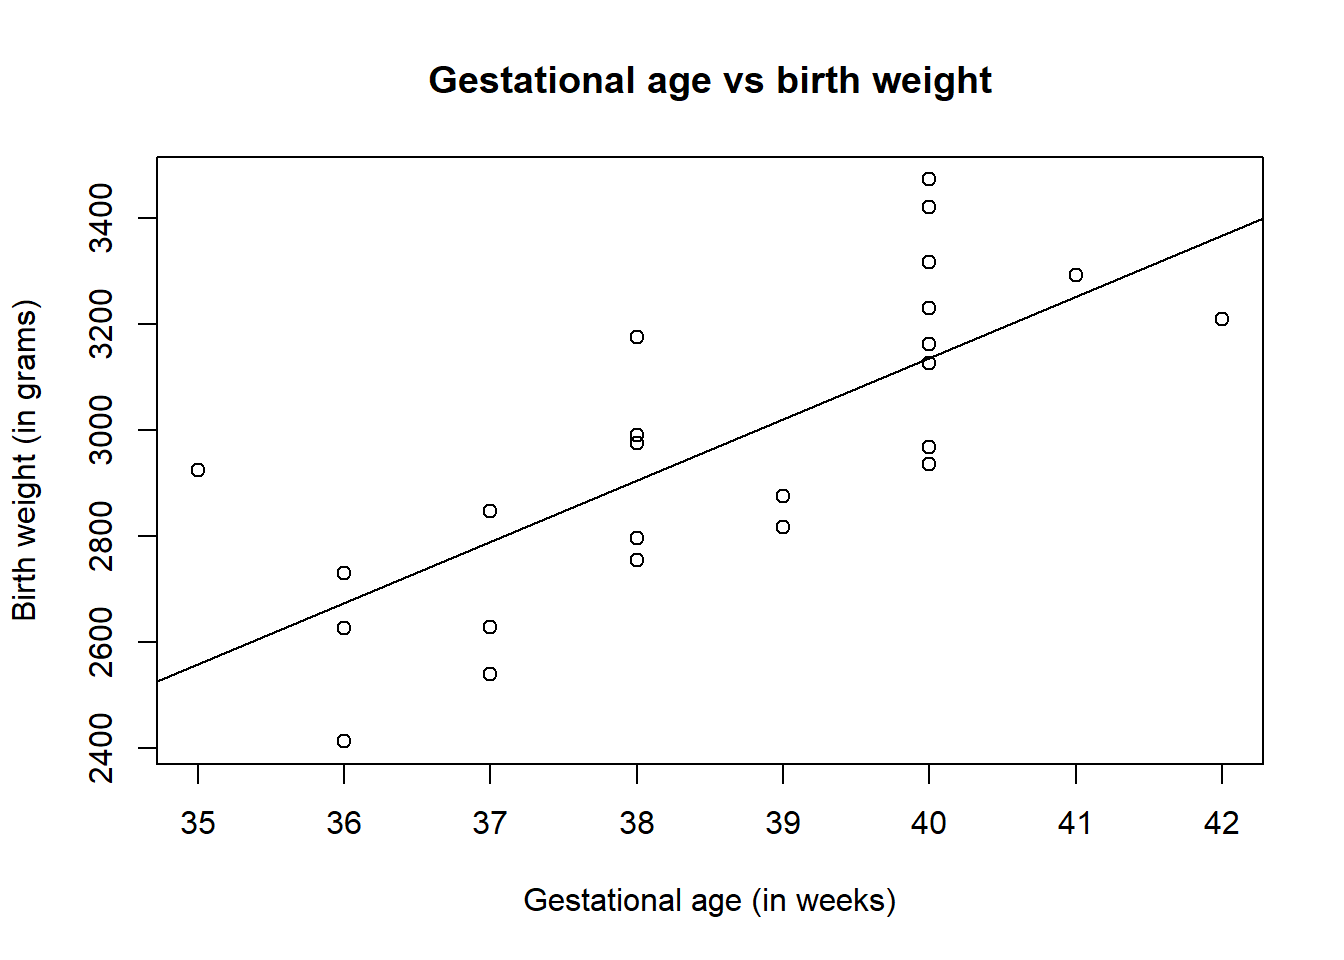 Gestational age vs birth weight
3400
3200
3000
2800
2600
2400
Birth weight (in grams)
35 36 37 38 39 40 41 42
Gestational age (in weeks)